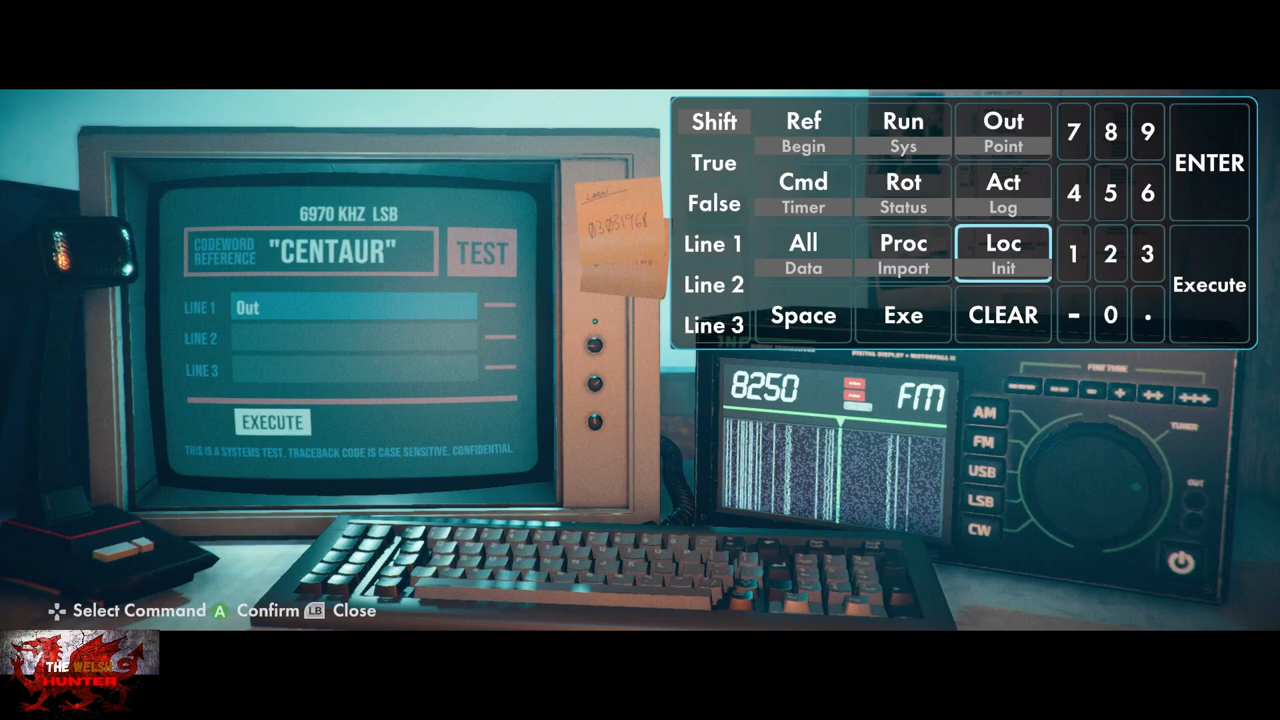 6970 KHZ LSB
CODEWORD
REFERENCE
"CENTAUR"
TEST
LINE 1
Out
LINE 2
LINE 3
EXECUTE
THIS IS A SYSTEMS TEST. TRACEBACK CODE IS CASE SENSITIVE. CONFIDENTIAL.
03031968
Shift
True
False
Line 1
Line 2
Line 3
Ref
Begin
Run
Sys
Out
Point
7 8 9
ENTER
Cmd
Timer
Rot
Status
Act
Log
4 5 6
All
Data
Proc
Import
Loc
Init
1 2 3
Execute
Space
Exe
CLEAR
- 0 .
8250
FM
FINE TUNE
TUNER
AM
FM
USB
LSB
CW
OUT
Select Command A Confirm LB Close
THE WELSH
HUNTER